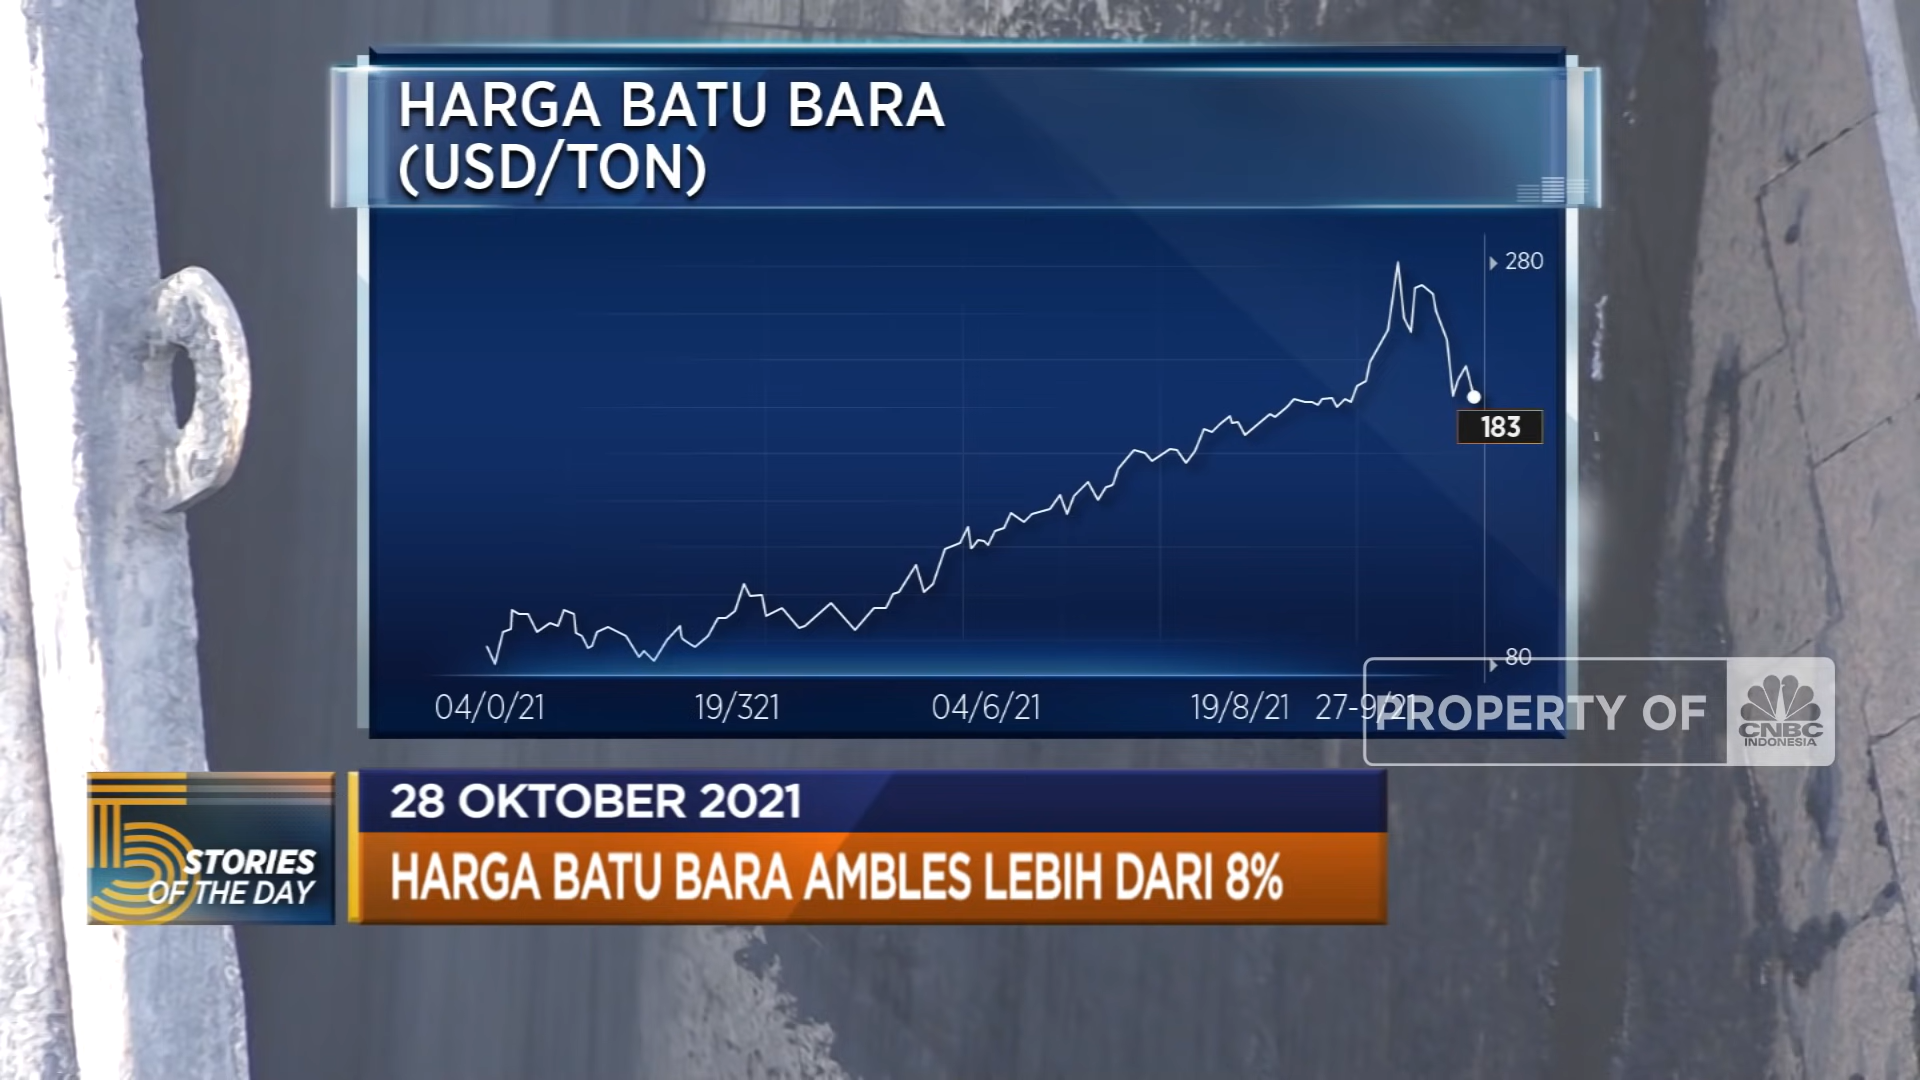 HARGA BATU BARA
(USD/TON)
280
183
80
04/0/21
19/321
04/6/21
19/8/21
27-9/21
PROPERTY OF
CNBC
INDONESIA
28 OKTOBER 2021
HARGA BATU BARA AMBLES LEBIH DARI 8%
5
STORIES
OF THE DAY